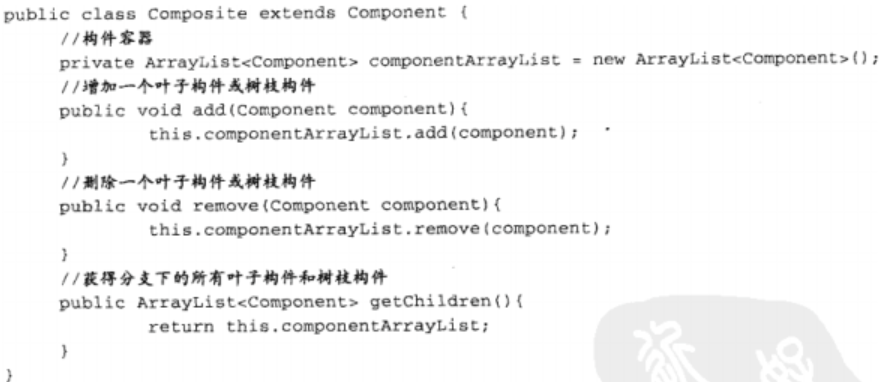 public class Composite extends Component {
//构件容器
private ArrayList<Component> componentArrayList = new ArrayList<Component>();
//增加一个叶子构件或树枝构件
public void add(Component component){
this.componentArrayList.add(component);
}
//删除一个叶子构件或树枝构件
public void remove(Component component){
this.componentArrayList.remove(component);
}
//获得分支下的所有叶子构件和树枝构件
public ArrayList<Component> getChildren(){
return this.componentArrayList;
}
}